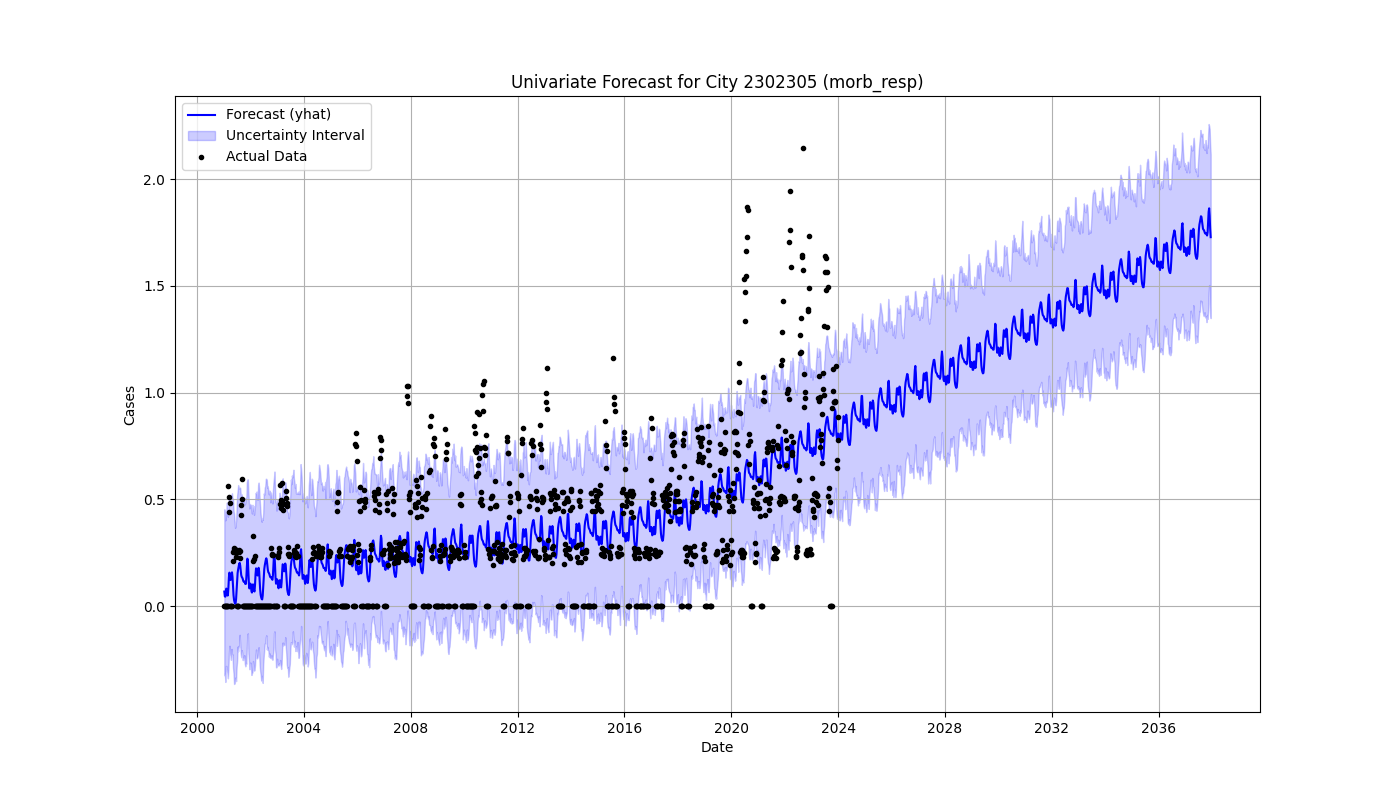 Univariate Forecast for City 2302305 (morb_resp)
Forecast (yhat)
Uncertainty Interval
Actual Data
Cases
2.0
1.5
1.0
0.5
0.0
2000 2004 2008 2012 2016 2020 2024 2028 2032 2036
Date